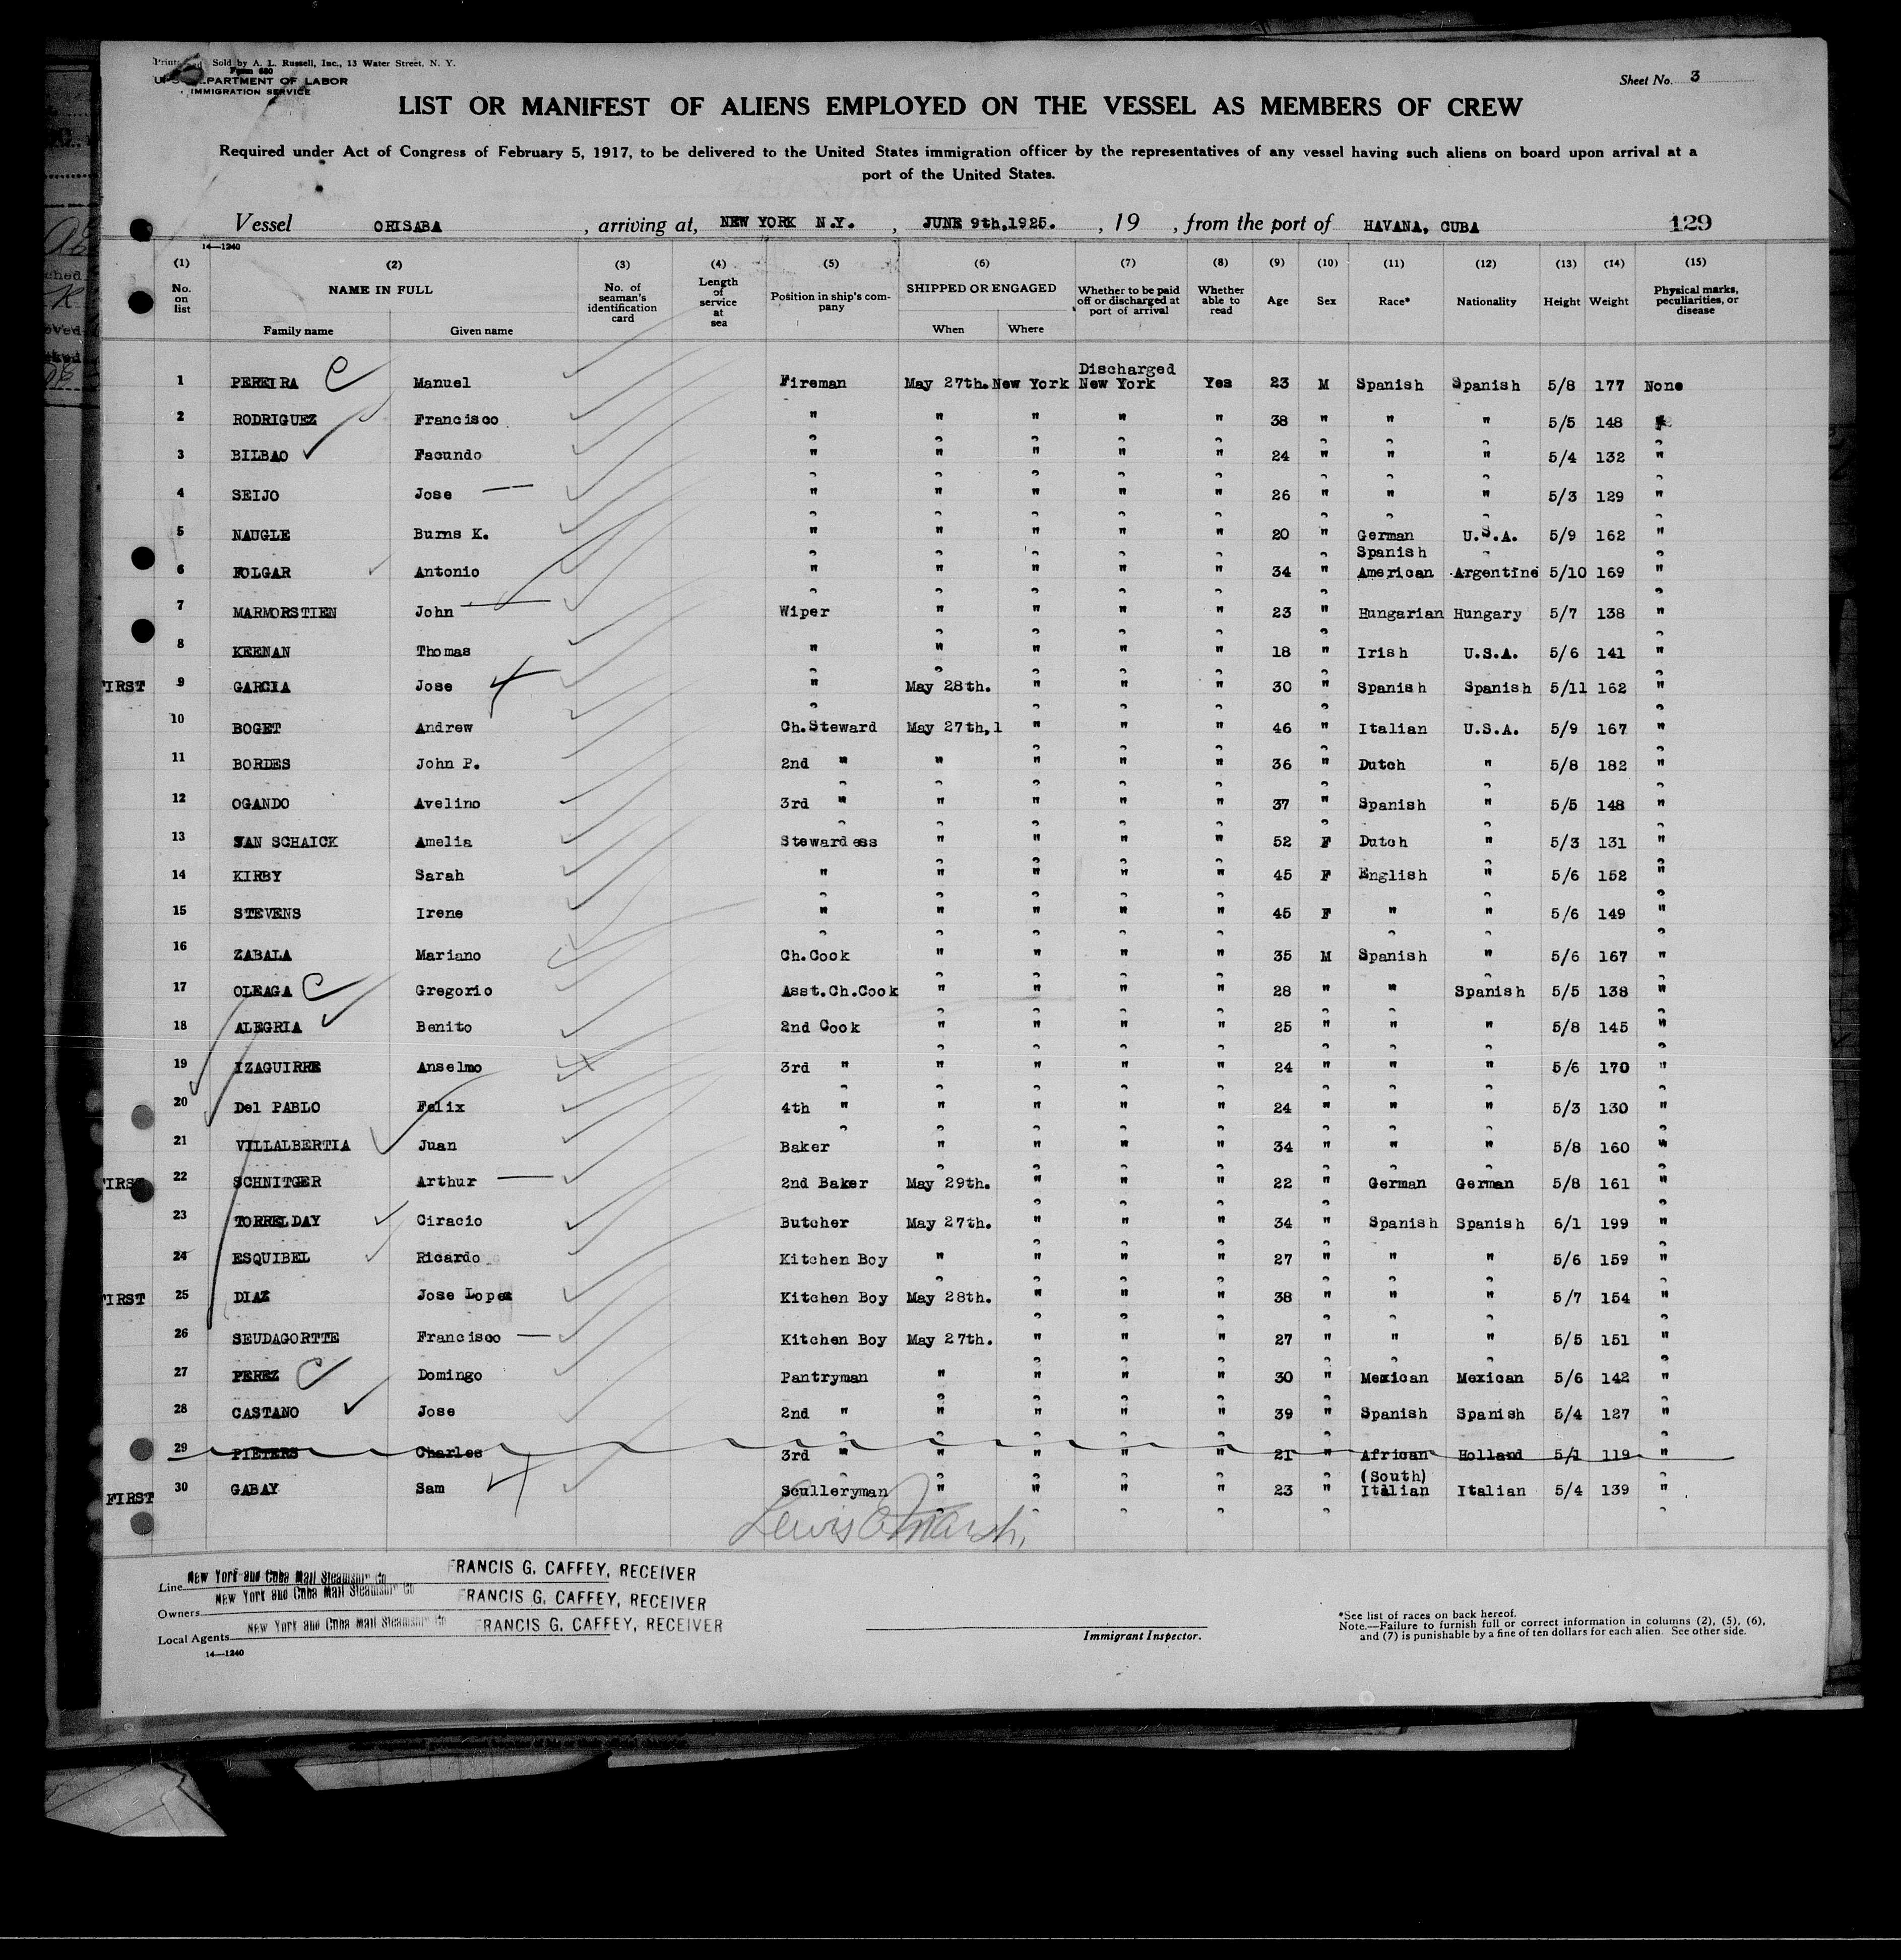 Sold by A. L. Russell, Inc., 13 Water Street, N. Y.
Form 680
DEPARTMENT OF LABOR
IMMIGRATION SERVICE
Sheet No. 3
LIST OR MANIFEST OF ALIENS EMPLOYED ON THE VESSEL AS MEMBERS OF CREW
Required under Act of Congress of February 5, 1917, to be delivered to the United States immigration officer by the representatives of any vessel having such aliens on board upon arrival at a
port of the United States.
Vessel ORISABA , arriving at, NEW YORK N.Y. , JUNE 9th,1925. , 19 , from the port of HAVANA, CUBA 129
14—1240
(1) (2) (3) (4) (5) (6) (7) (8) (9) (10) (11) (12) (13) (14) (15)
No. on list NAME IN FULL Family name Given name No. of seaman's identification card Length of service at sea Position in ship's company SHIPPED OR ENGAGED When Where Whether to be paid off or discharged at port of arrival Whether able to read Age Sex Race* Nationality Height Weight Physical marks, peculiarities, or disease
Discharged
1 PEREIRA C Manuel Fireman May 27th. New York New York Yes 23 M Spanish Spanish 5/8 177 None
2 RODRIGUEZ Francisco " " " " " 38 " " " 5/5 148
3 BILBAO Facundo " " " " " 24 " " " 5/4 132 "
4 SEIJO Jose " " " " " 26 " " " 5/3 129 "
5 NAUGLE Burns K. " " " " " 20 " German U.S.A. 5/9 162 "
Spanish
6 FOLGAR Antonio " " " " " 34 " American Argentine 5/10 169 "
7 MARMORSTIEN John Wiper " " " " 23 " Hungarian Hungary 5/7 138 "
8 KEENAN Thomas " " " " " 18 " Irish U.S.A. 5/6 141 "
FIRST 9 GARCIA Jose " May 28th. " " " 30 " Spanish Spanish 5/11 162 "
10 BOGET Andrew Ch.Steward May 27th,1 " " " 46 " Italian U.S.A. 5/9 167 "
11 BORDES John P. 2nd " " " " " 36 " Dutch " 5/8 182 "
12 OGANDO Avelino 3rd " " " " " 37 " Spanish " 5/5 148 "
13 VAN SCHAICK Amelia Stewardess " " " " 52 F Dutch " 5/3 131 "
14 KIRBY Sarah " " " " " 45 F English " 5/6 152 "
15 STEVENS Irene " " " " " 45 F " " 5/6 149 "
16 ZABALA Mariano Ch.Cook " " " " 35 M Spanish " 5/6 167 "
17 OLEAGA C Gregorio Asst.Ch.Cook " " " " 28 " " Spanish 5/5 138 "
18 ALEGRIA Benito 2nd Cook " " " " 25 " " " 5/8 145 "
19 IZAGUIRRE Anselmo 3rd " " " " " 24 " " " 5/6 170 "
20 Del PABLO Felix 4th " " " " " 24 " " " 5/3 130 "
21 VILLALBERTIA Juan Baker " " " " 34 " " " 5/8 160 "
FIRST 22 SCHNITGER Arthur 2nd Baker May 29th. " " " 22 " German German 5/8 161 "
23 TORRELDAY Ciracio Butcher May 27th. " " " 34 " Spanish Spanish 6/1 199 "
24 ESQUIBEL Ricardo Kitchen Boy " " " " 27 " " " 5/6 159 "
FIRST 25 DIAZ Jose Lopez Kitchen Boy May 28th. " " " 38 " " " 5/7 154 "
26 SEUDAGORTTE Francisco Kitchen Boy May 27th. " " " 27 " " " 5/5 151 "
27 PEREZ C Domingo Pantryman " " " " 30 " Mexican Mexican 5/6 142 "
28 CASTANO Jose 2nd " " " " " 39 " Spanish Spanish 5/4 127 "
29 PIETERS Charles 3rd " " " " " 21 " African Holland 5/1 119 "
(South)
FIRST 30 GABAY Sam Sculleryman " " " " 23 " Italian Italian 5/4 139 "
Line New York and Cuba Mail Steamship Co FRANCIS G. CAFFEY, RECEIVER
Owners New York and Cuba Mail Steamship Co FRANCIS G. CAFFEY, RECEIVER
Local Agents New York and Cuba Mail Steamship Co FRANCIS G. CAFFEY, RECEIVER
14—1240
Immigrant Inspector.
*See list of races on back hereof.
Note.—Failure to furnish full or correct information in columns (2), (5), (6),
and (7) is punishable by a fine of ten dollars for each alien. See other side.